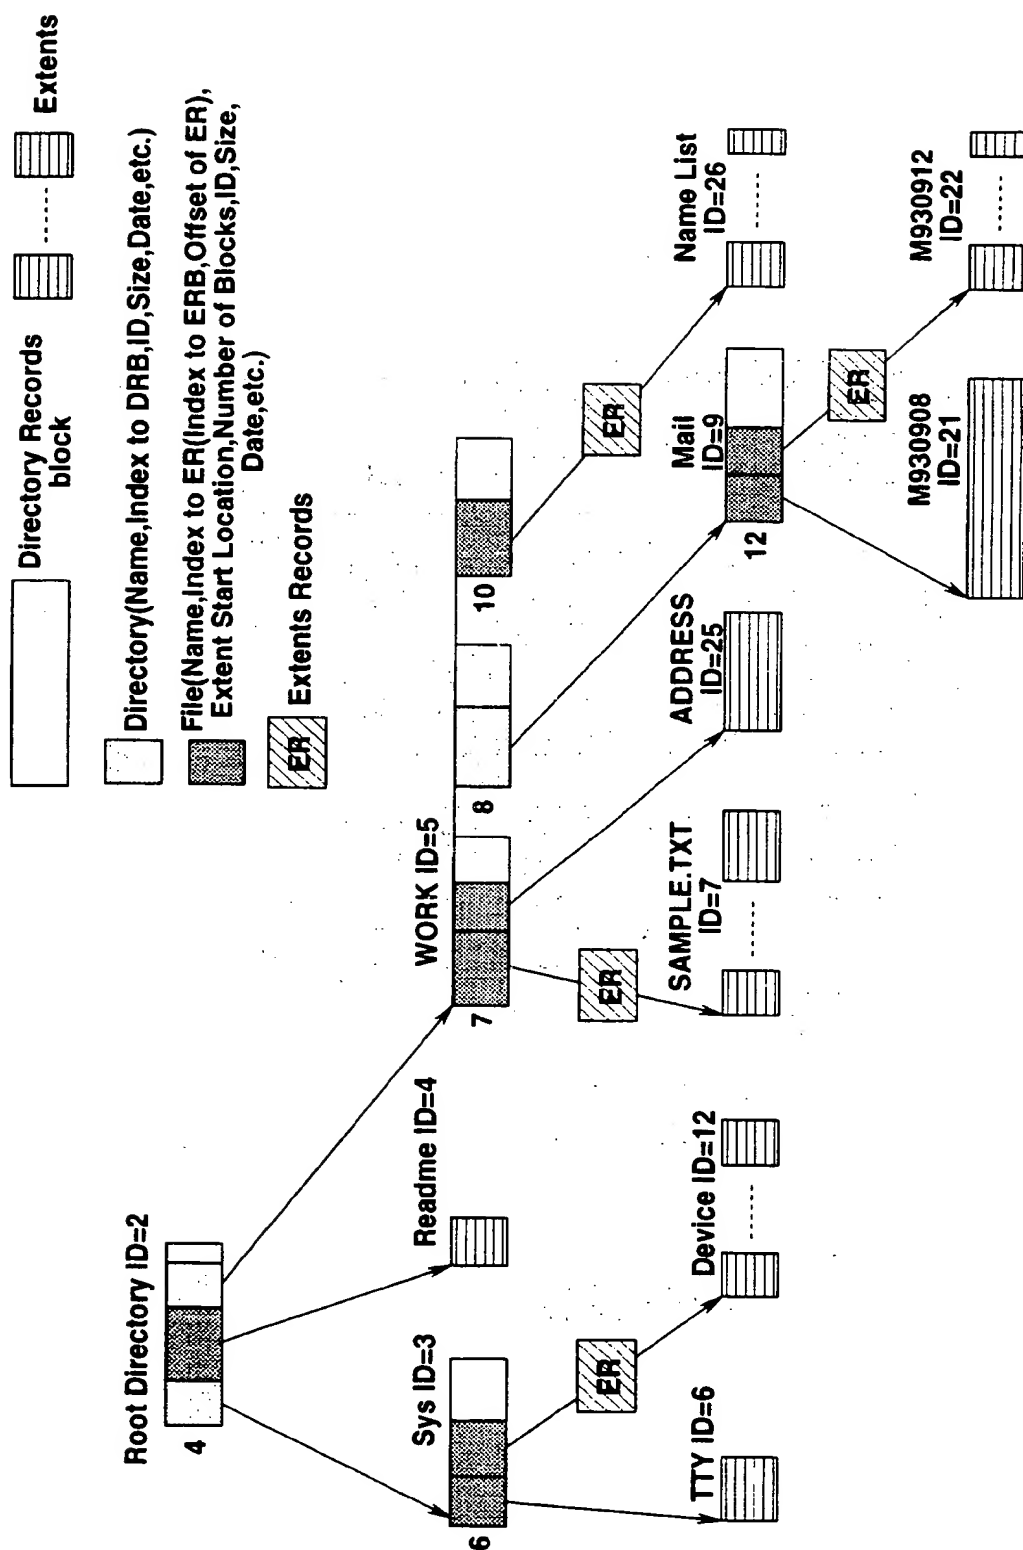 Directory Records
block
Extents
Directory(Name,Index to DRB,ID,Size,Date,etc.)
File(Name,Index to ER(Index to ERB,Offset of ER),
Extent Start Location,Number of Blocks,ID,Size,
Date,etc.)
ER
Extents Records
Root Directory ID=2
4
Sys ID=3
6
Readme ID=4
WORK ID=5
7
8
10
ER
ER
ER
TTY ID=6
Device ID=12
SAMPLE.TXT
ID=7
ADDRESS
ID=25
Mail
ID=9
12
Name List
ID=26
ER
M930908
ID=21
M930912
ID=22